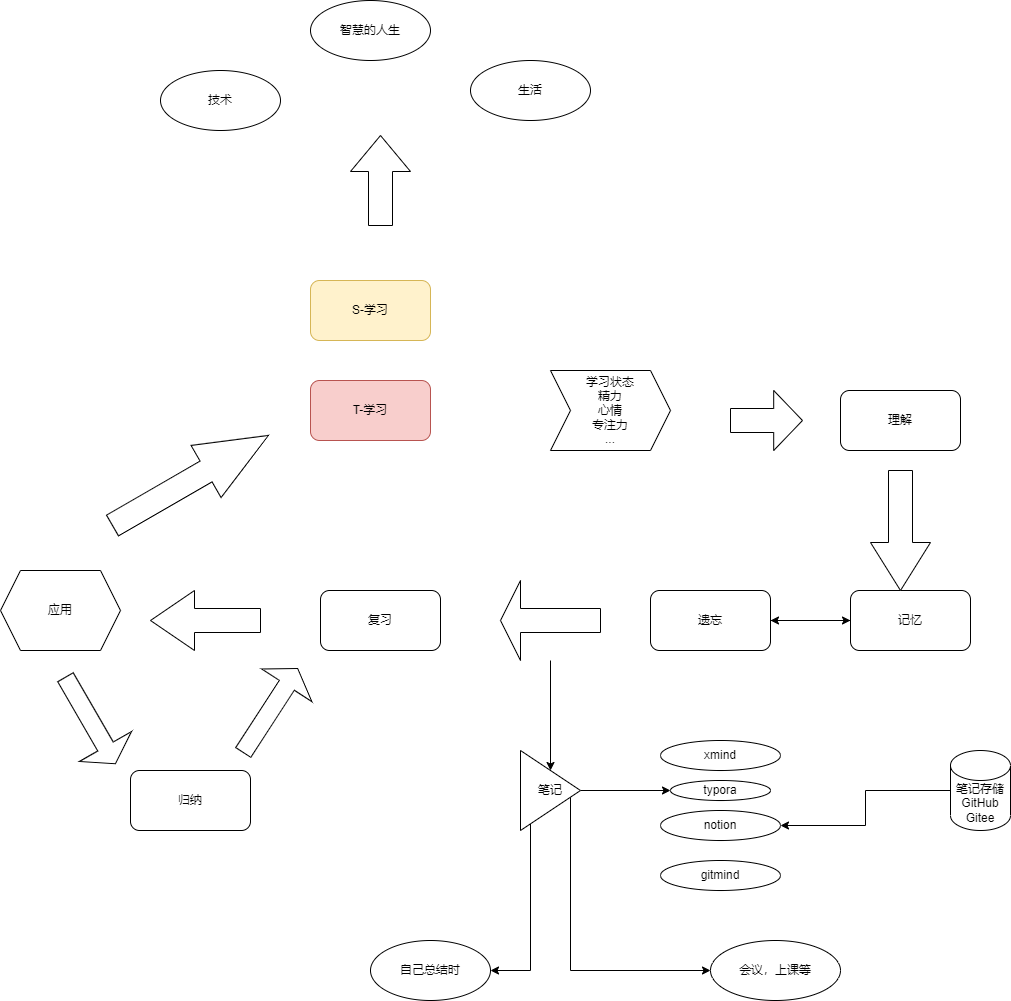 智慧的人生
技术
生活
S-学习
T-学习
学习状态
精力
心情
专注力
...
理解
应用
复习
遗忘
记忆
归纳
笔记
xmind
typora
notion
gitmind
笔记存储
GitHub
Gitee
自己总结时
会议，上课等